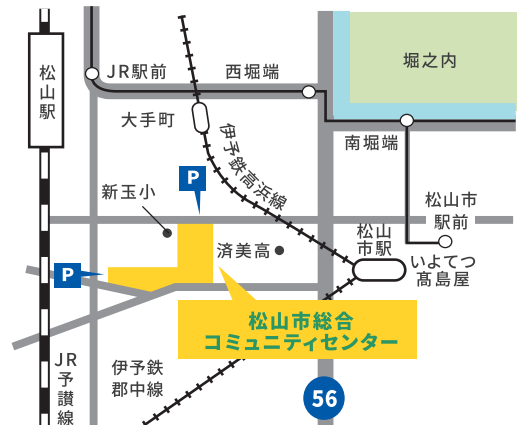 松山駅
JR駅前
西堀端
堀之内
大手町
伊予鉄高浜線
南堀端
P
新玉小
松山市
駅前
済美高
松山
市駅
いよてつ
髙島屋
P
松山市総合
コミュニティセンター
JR予讃線
伊予鉄
郡中線
56